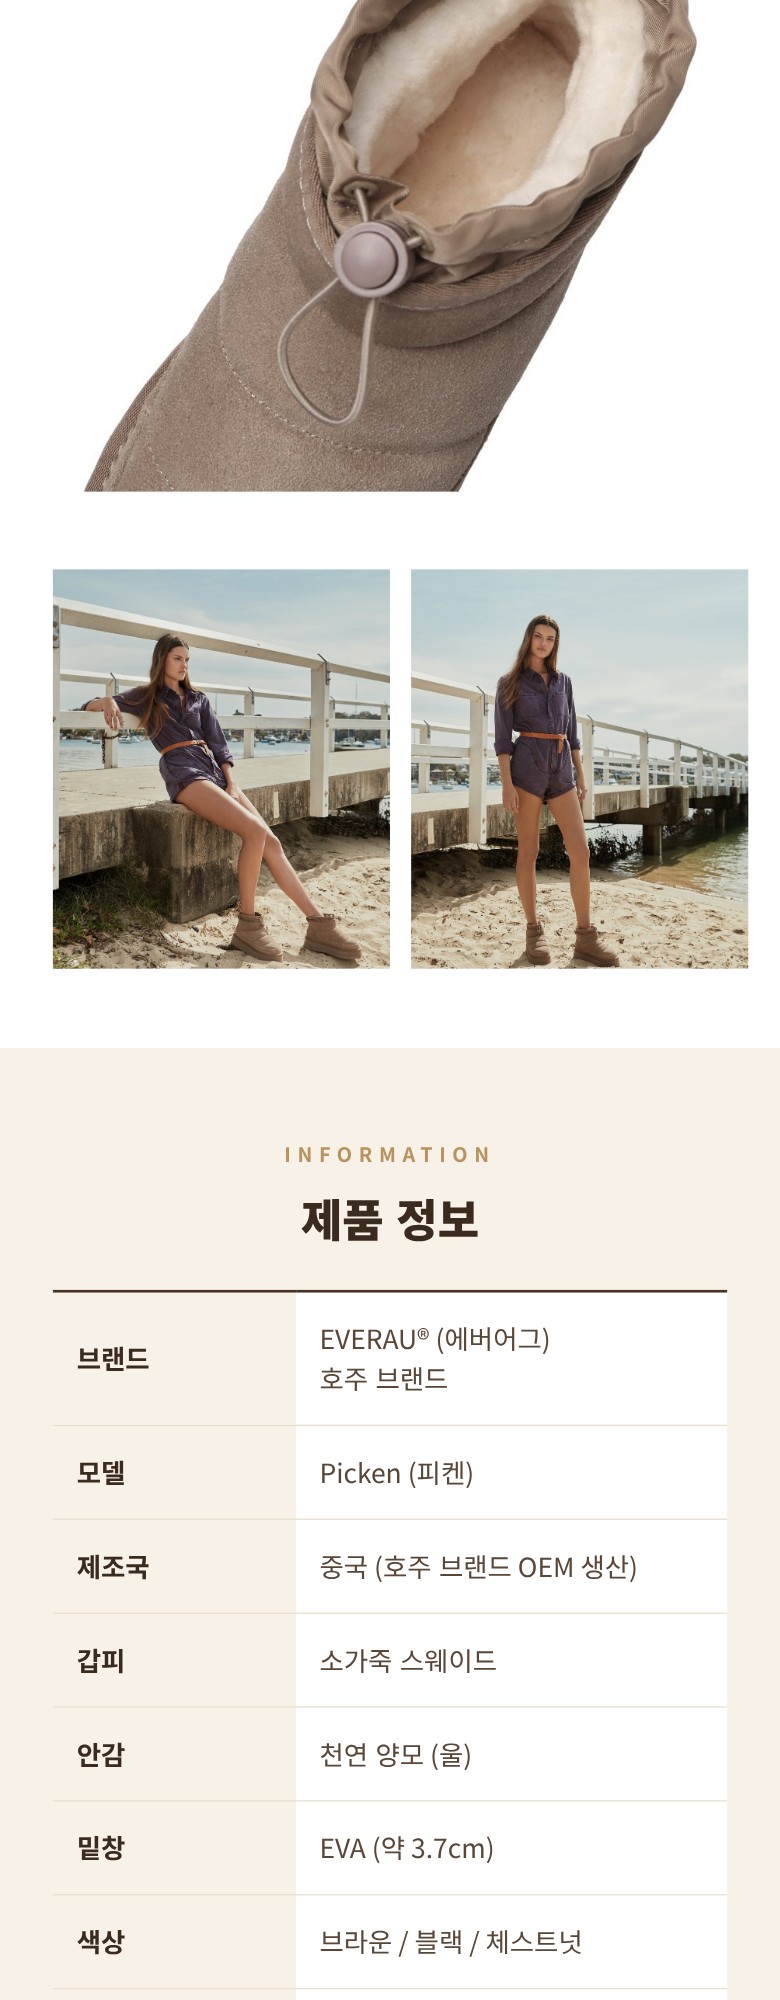 INFORMATION
제품 정보
브랜드
EVERAU® (에버어그)
호주 브랜드
모델
Picken (피켄)
제조국
중국 (호주 브랜드 OEM 생산)
갑피
소가죽 스웨이드
안감
천연 양모 (울)
밑창
EVA (약 3.7cm)
색상
브라운 / 블랙 / 체스트넛